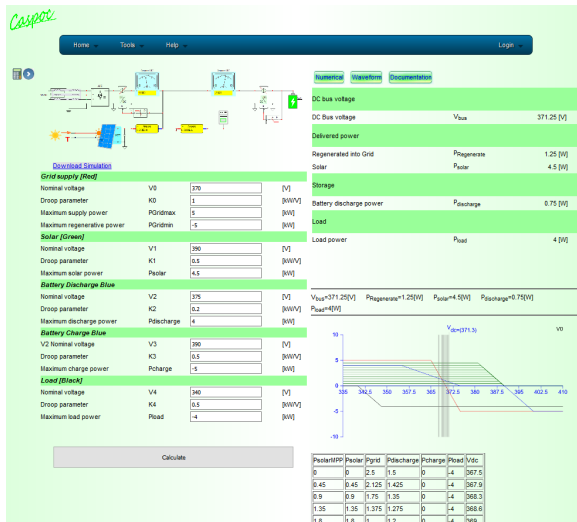 Caspoc
Home Tools Help Login
Numerical Waveform Documentation
DC bus voltage
DC Bus voltage Vbus 371.25 [V]
Delivered power
Regenerated into Grid PRegenerate 1.25 [W]
Solar Psolar 4.5 [W]
Storage
Battery discharge power Pdischarge 0.75 [W]
Load
Load power Pload 4 [W]
Download Simulation
Grid supply [Red]
Nominal voltage V0 370 [V]
Droop parameter K0 1 [kW/V]
Maximum supply power PGridmax 5 [kW]
Maximum regenerative power PGridmin -5 [kW]
Solar [Green]
Nominal voltage V1 390 [V]
Droop parameter K1 0.5 [kW/V]
Maximum solar power Psolar 4.5 [kW]
Battery Discharge Blue
Nominal voltage V2 375 [V]
Droop parameter K2 0.2 [kW/V]
Maximum discharge power Pdischarge 4 [kW]
Battery Charge Blue
V2 Nominal voltage V3 390 [V]
Droop parameter K3 0.5 [kW/V]
Maximum power Pcharge -5 [kW]
Load [Black]
Nominal voltage V4 340 [V]
Droop parameter K4 0.5 [kW/V]
Maximum load power Pload -4 [kW]
Calculate
Vbus=371.25[V] PRegenerate=1.25[W] Psolar=4.5[W] Pdischarge=0.75[W]
Pload=4[W]
Vdc=(371.3) V0
10
5
0
335 342.5 350 357.5 365 372.5 380 387.5 395 402.5 410
-5
-10
PsolarMPP Psolar Pgrid Pdischarge Pcharge Pload Vdc
0 0 2.5 1.5 0 -4 367.5
0.45 0.45 2.125 1.425 0 -4 367.9
0.9 0.9 1.75 1.35 0 -4 368.3
1.35 1.35 1.375 1.275 0 -4 368.6
1.8 1.8 1 1.2 0 -4 369